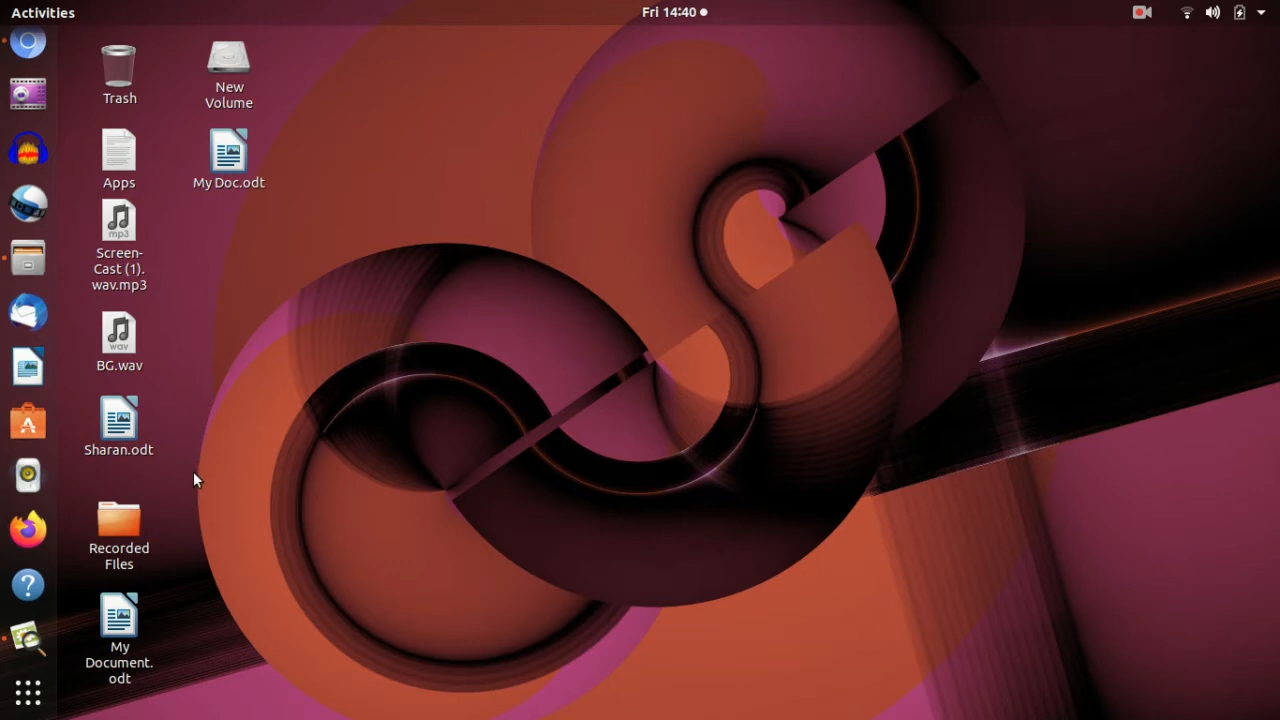 Activities
Fri 14:40
Trash
New
Volume
Apps
My Doc.odt
mp3
Screen-
Cast (1).
wav.mp3
wav
BG.wav
Sharan.odt
Recorded
FIles
My
Document.
odt